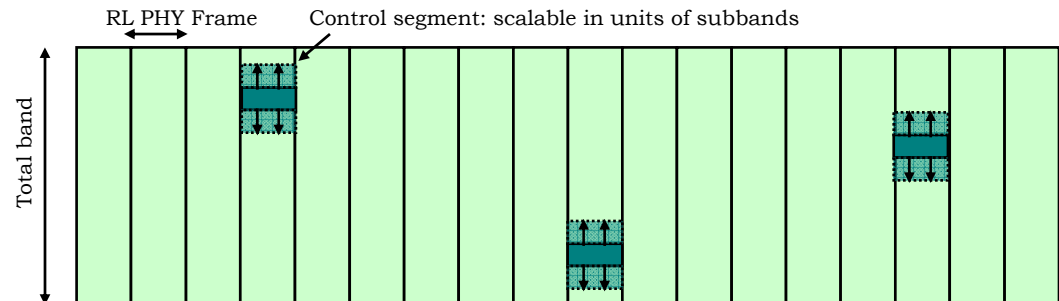 RL PHY Frame
Control segment: scalable in units of subbands
Total band